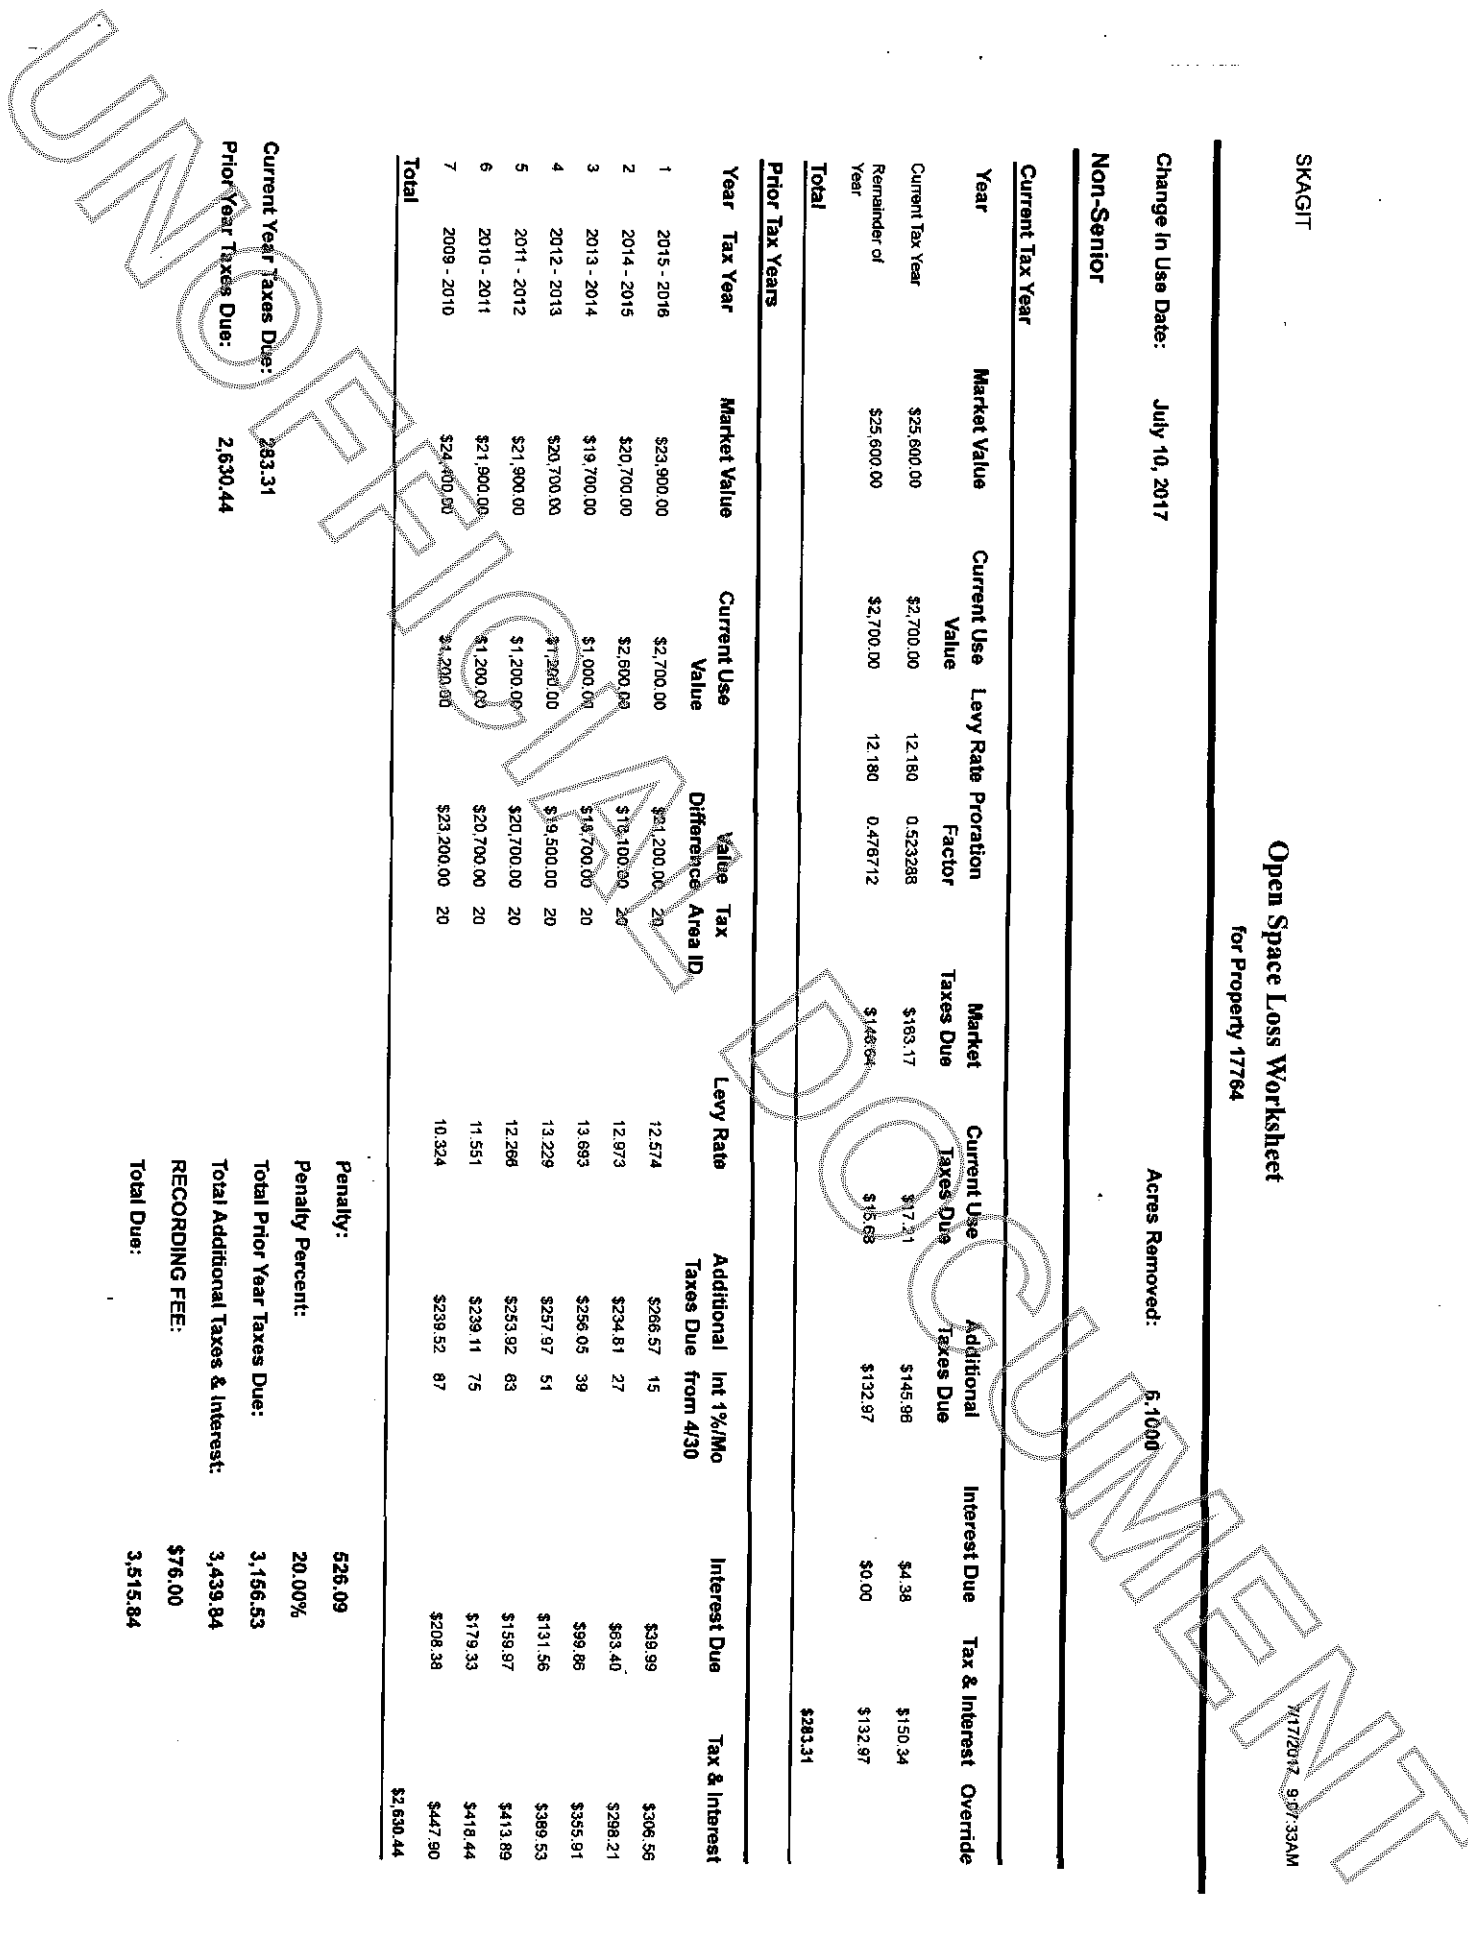 SKAGIT
Open Space Loss Worksheet
7/17/2017 9:07:33AM
for Property 17764
Change In Use Date: July 10, 2017 Acres Removed: 6.1000
Non-Senior
Current Tax Year
Year Market Value Current Use Value Levy Rate Proration Factor Market Taxes Due Current Use Taxes Due Additional Taxes Due Interest Due Tax & Interest Override
Current Tax Year $25,600.00 $2,700.00 12.180 0.523288 $163.17 $17.21 $145.96 $4.38 $150.34
Remainder of Year $25,600.00 $2,700.00 12.180 0.476712 $148.64 $15.68 $132.97 $0.00 $132.97
Total $283.31
Prior Tax Years
Year Tax Year Market Value Current Use Value Value Difference Tax Area ID Levy Rate Additional Taxes Due Int 1%/Mo from 4/30 Interest Due Tax & Interest
1 2015 - 2016 $23,900.00 $2,700.00 $21,200.00 20 12.574 $266.57 15 $39.99 $306.56
2 2014 - 2015 $20,700.00 $2,600.00 $18,100.00 20 12.973 $234.81 27 $63.40 $298.21
3 2013 - 2014 $19,700.00 $1,000.00 $18,700.00 20 13.693 $256.05 39 $99.86 $355.91
4 2012 - 2013 $20,700.00 $1,200.00 $19,500.00 20 13.229 $257.97 51 $131.56 $389.53
5 2011 - 2012 $21,900.00 $1,200.00 $20,700.00 20 12.266 $253.92 63 $159.97 $413.89
6 2010 - 2011 $21,900.00 $1,200.00 $20,700.00 20 11.551 $239.11 75 $179.33 $418.44
7 2009 - 2010 $24,400.00 $1,200.00 $23,200.00 20 10.324 $239.52 87 $208.38 $447.90
Total $2,630.44
Penalty: 526.09
Current Year Taxes Due: 283.31 Penalty Percent: 20.00%
Prior Year Taxes Due: 2,630.44 Total Prior Year Taxes Due: 3,156.53
Total Additional Taxes & Interest: 3,439.84
RECORDING FEE: $76.00
Total Due: 3,515.84
UNOFFICIAL DOCUMENT